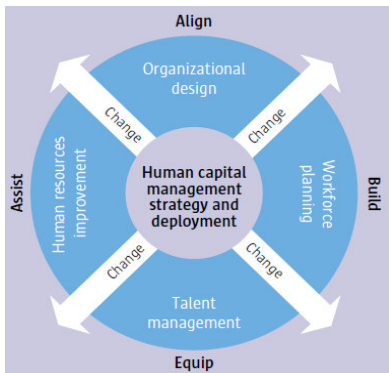 Align
Organizational
design
Change
Change
Assist
Human resources
improvement
Human capital
management
strategy and
deployment
Workforce
planning
Build
Change
Change
Talent
management
Equip